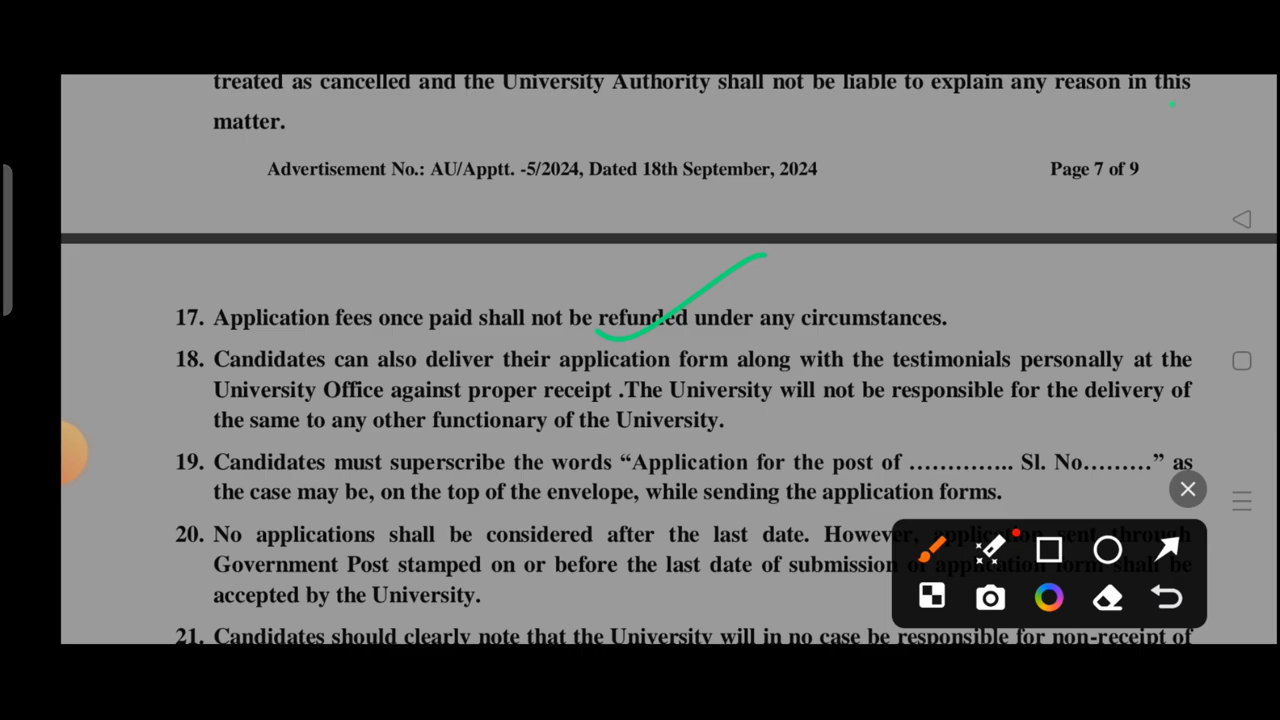 treated as cancelled and the University Authority shall not be liable to explain any reason in this
matter.
Advertisement No.: AU/Apptt. -5/2024, Dated 18th September, 2024 Page 7 of 9
17. Application fees once paid shall not be refunded under any circumstances.
18. Candidates can also deliver their application form along with the testimonials personally at the
University Office against proper receipt .The University will not be responsible for the delivery of
the same to any other functionary of the University.
19. Candidates must superscribe the words “Application for the post of ………….. Sl. No………” as
the case may be, on the top of the envelope, while sending the application forms.
20. No applications shall be considered after the last date. However, application sent through
Government Post stamped on or before the last date of submission of application form shall be
accepted by the University.
21. Candidates should clearly note that the University will in no case be responsible for non-receipt of